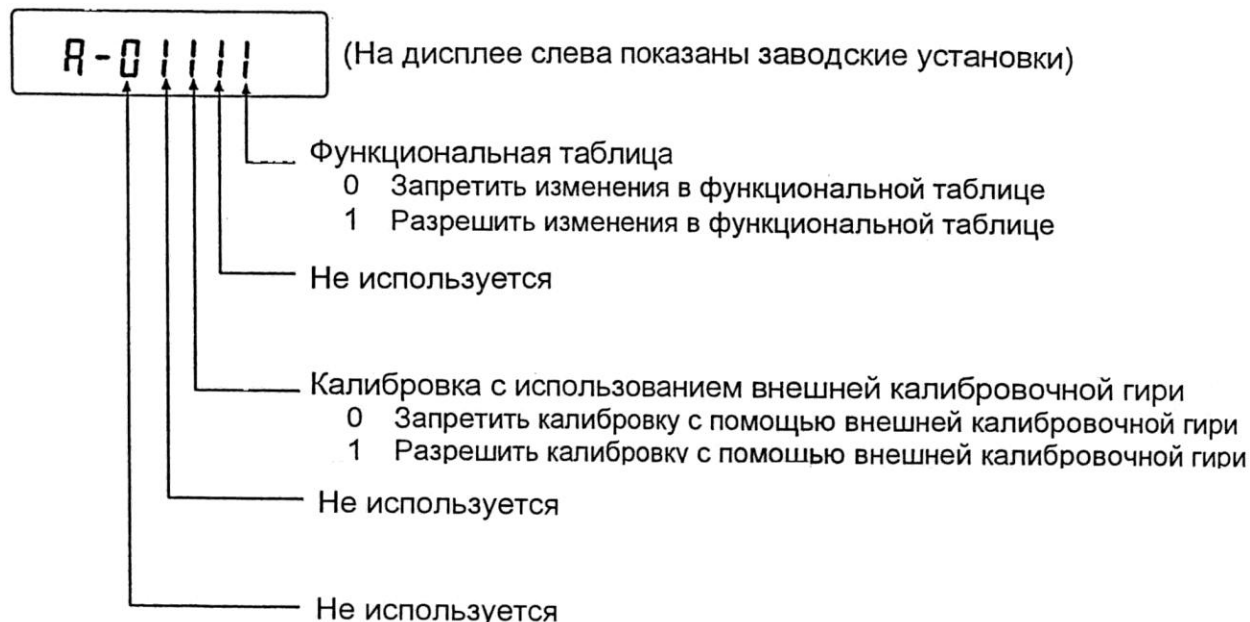 A-01111
(На дисплее слева показаны заводские установки)
Функциональная таблица
0 Запретить изменения в функциональной таблице
1 Разрешить изменения в функциональной таблице
Не используется
Калибровка с использованием внешней калибровочной гири
0 Запретить калибровку с помощью внешней калибровочной гири
1 Разрешить калибровку с помощью внешней калибровочной гири
Не используется
Не используется